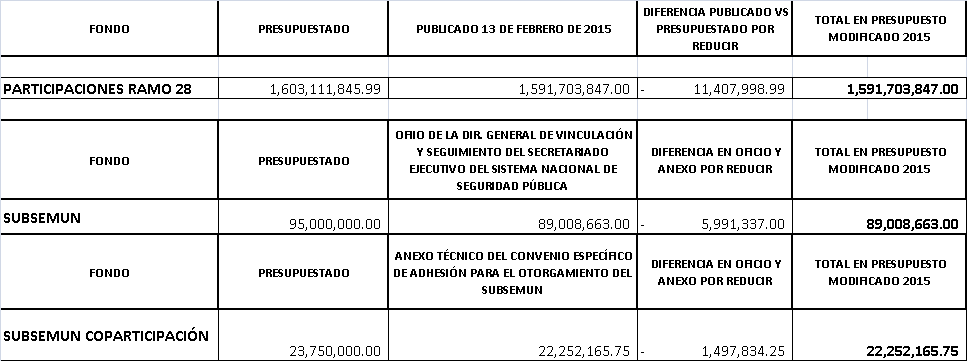 FONDO PRESUPUESTADO PUBLICADO 13 DE FEBRERO DE 2015 DIFERENCIA PUBLICADO VS PRESUPUESTADO POR REDUCIR TOTAL EN PRESUPUESTO MODIFICADO 2015
PARTICIPACIONES RAMO 28 1,603,111,845.99 1,591,703,847.00 - 11,407,998.99 1,591,703,847.00
FONDO PRESUPUESTADO OFIIO DE LA DIR. GENERAL DE VINCULACIÓN Y SEGUIMIENTO DEL SECRETARIADO EJECUTIVO DEL SISTEMA NACIONAL DE SEGURIDAD PÚBLICA DIFERENCIA EN OFICIO Y ANEXO POR REDUCIR TOTAL EN PRESUPUESTO MODIFICADO 2015
SUBSEMUN 95,000,000.00 89,008,663.00 - 5,991,337.00 89,008,663.00
FONDO PRESUPUESTADO ANEXO TÉCNICO DEL CONVENIO ESPECÍFICO DE ADHESIÓN PARA EL OTORGAMIENTO DEL SUBSEMUN DIFERENCIA EN OFICIO Y ANEXO POR REDUCIR TOTAL EN PRESUPUESTO MODIFICADO 2015
SUBSEMUN COPARTICIPACIÓN 23,750,000.00 22,252,165.75 - 1,497,834.25 22,252,165.75